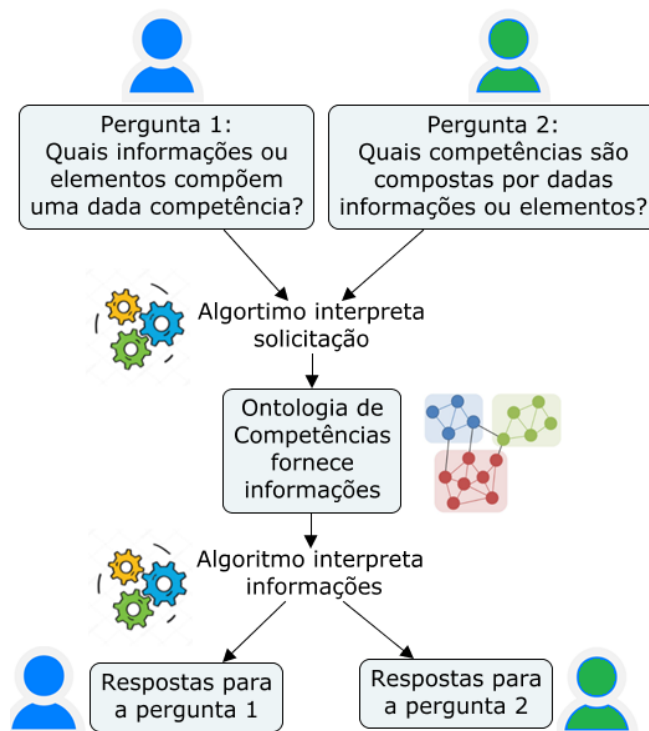 Pergunta 1:
Quais informações ou
elementos compõem
uma dada competência?
Pergunta 2:
Quais competências são
compostas por dadas
informações ou elementos?
Algortimo interpreta
solicitação
Ontologia de
Competências
fornece
informações
Algoritmo interpreta
informações
Respostas para
a pergunta 1
Respostas para
a pergunta 2